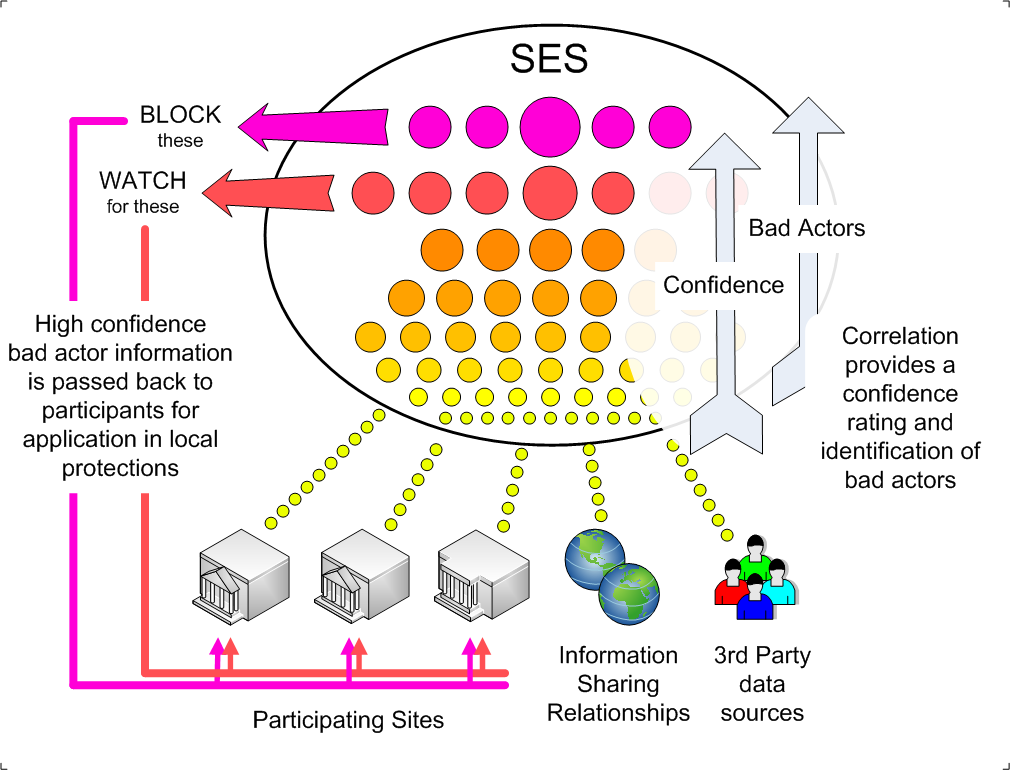 SES
BLOCK
these
WATCH
for these
Bad Actors
Confidence
High confidence
bad actor information
is passed back to
participants for
application in local
protections
Correlation
provides a
confidence
rating and
identification of
bad actors
Participating Sites
Information
Sharing
Relationships
3rd Party
data
sources